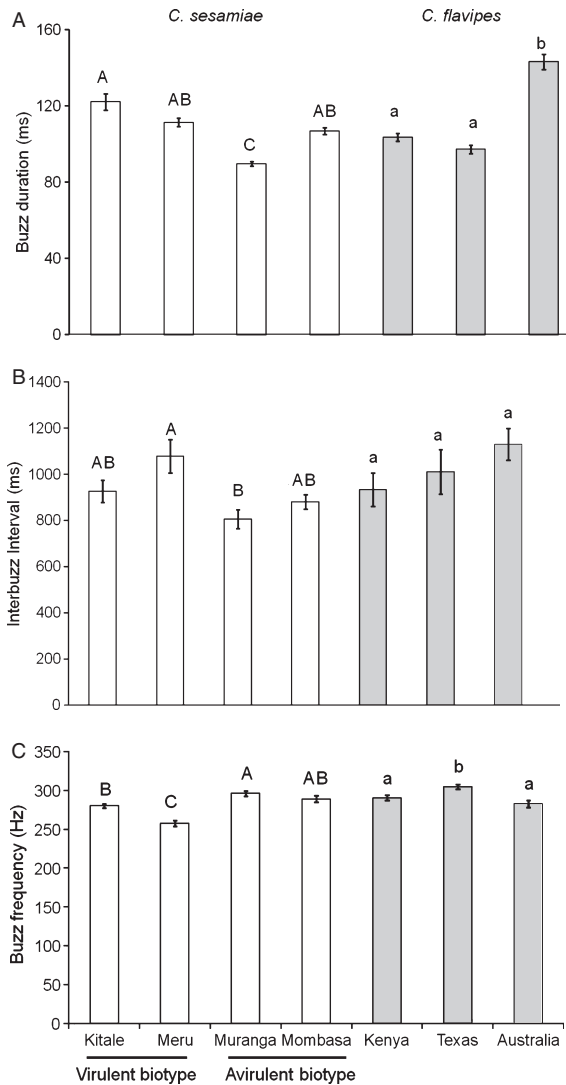 A
C. sesamiae C. flavipes
Buzz duration (ms)
160
120
80
40
0
A AB C AB a a b
B
Interbuzz Interval (ms)
1400
1200
1000
800
600
400
200
0
AB A B AB a a a
C
Buzz frequency (Hz)
350
300
250
200
150
100
50
0
B C A AB a b a
Kitale Meru Muranga Mombasa Kenya Texas Australia
Virulent biotype Avirulent biotype